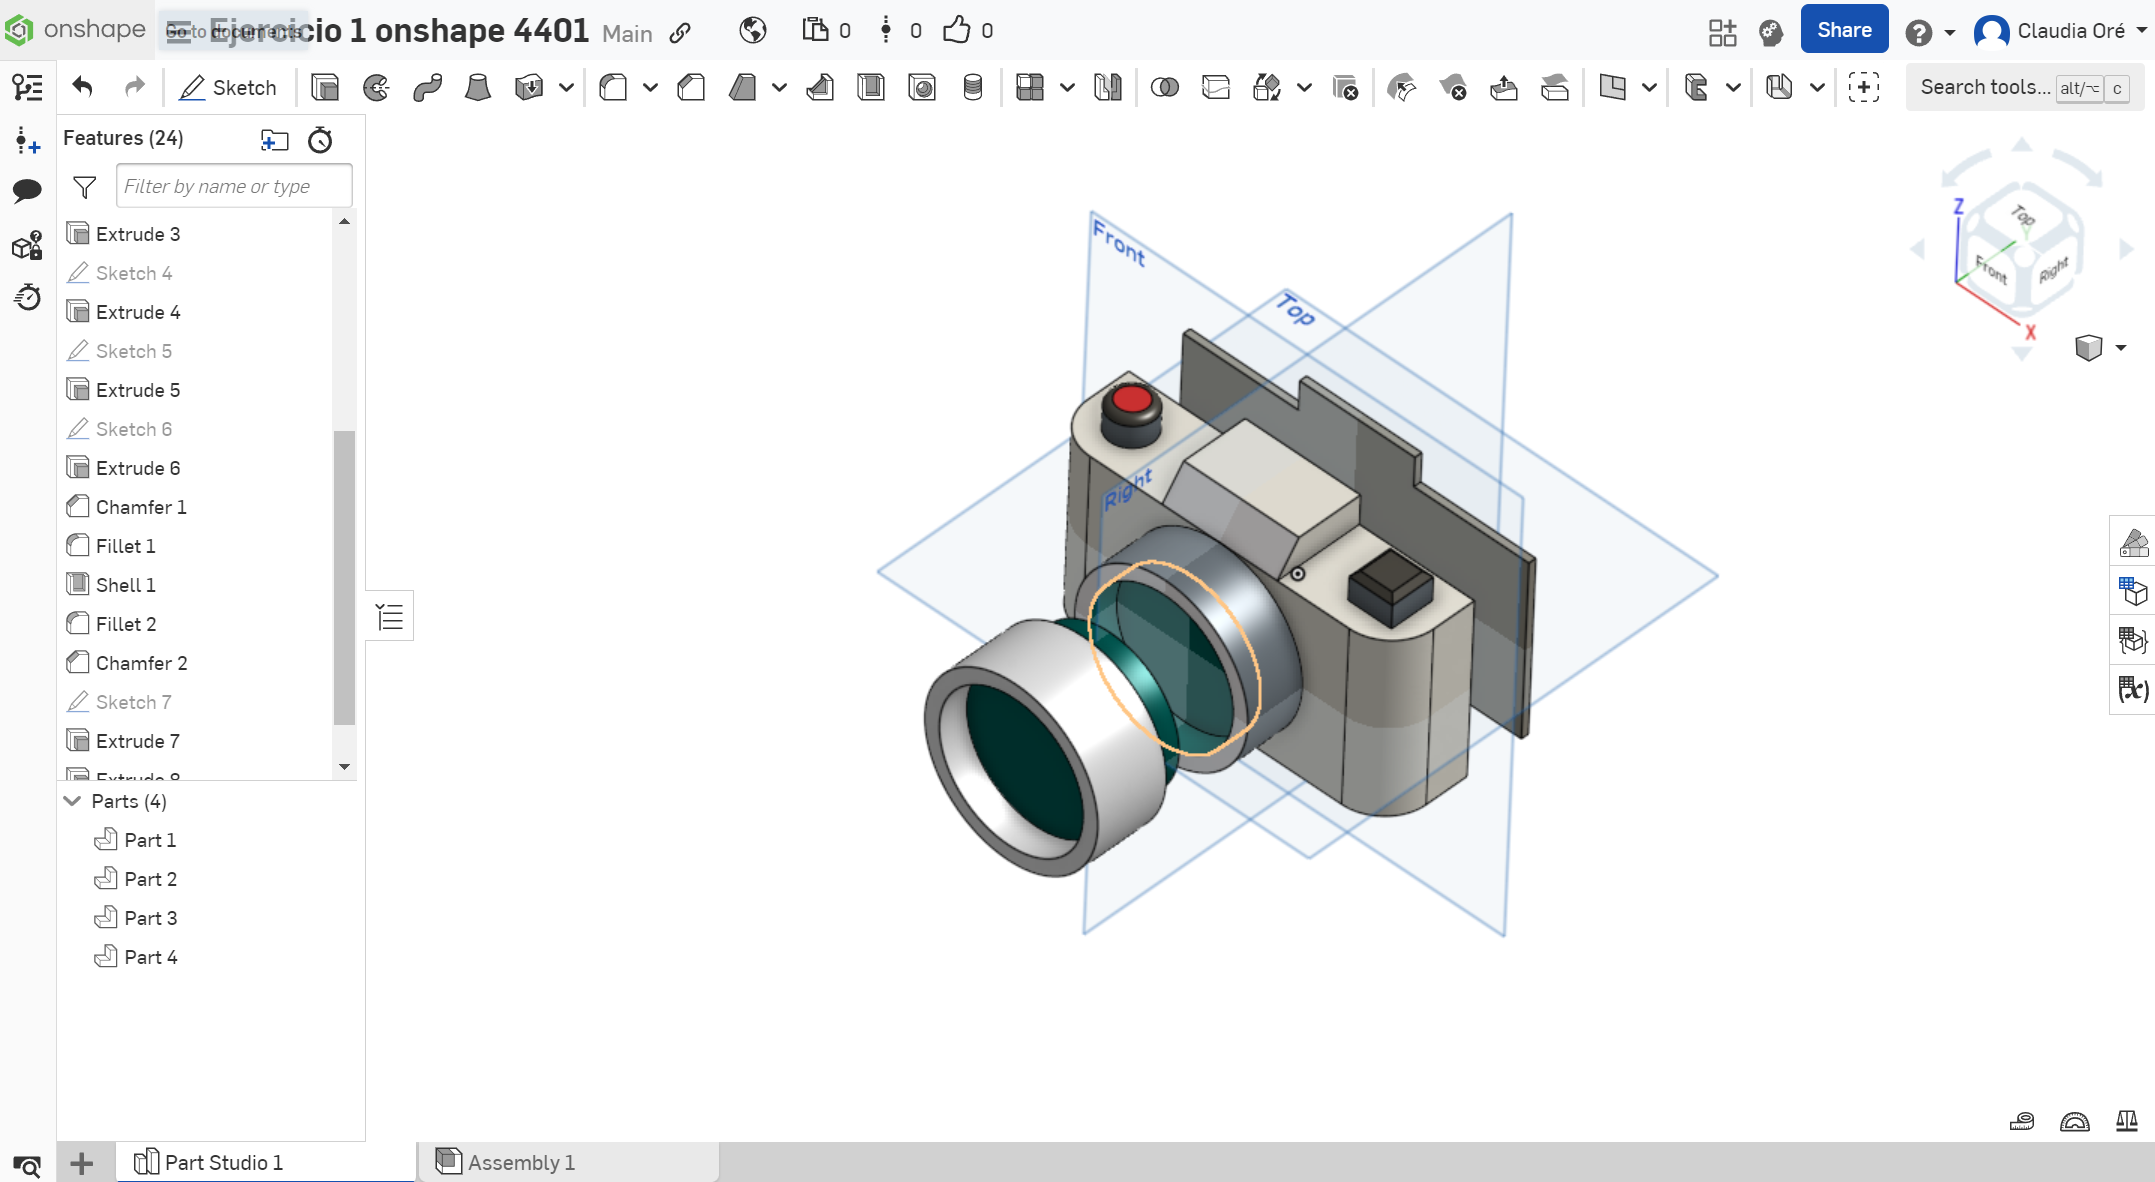 onshape
Go to documents
Ejercicio 1 onshape 4401 Main
0 0 0
Share
Claudia Oré
Sketch
Search tools... alt/⌥ c
Features (24)
Filter by name or type
Extrude 3
Sketch 4
Extrude 4
Sketch 5
Extrude 5
Sketch 6
Extrude 6
Chamfer 1
Fillet 1
Shell 1
Fillet 2
Chamfer 2
Sketch 7
Extrude 7
Extrude 8
Parts (4)
Part 1
Part 2
Part 3
Part 4
Front
Top
Right
Z
Top
Y
Front
Right
X
(x)
Part Studio 1
Assembly 1